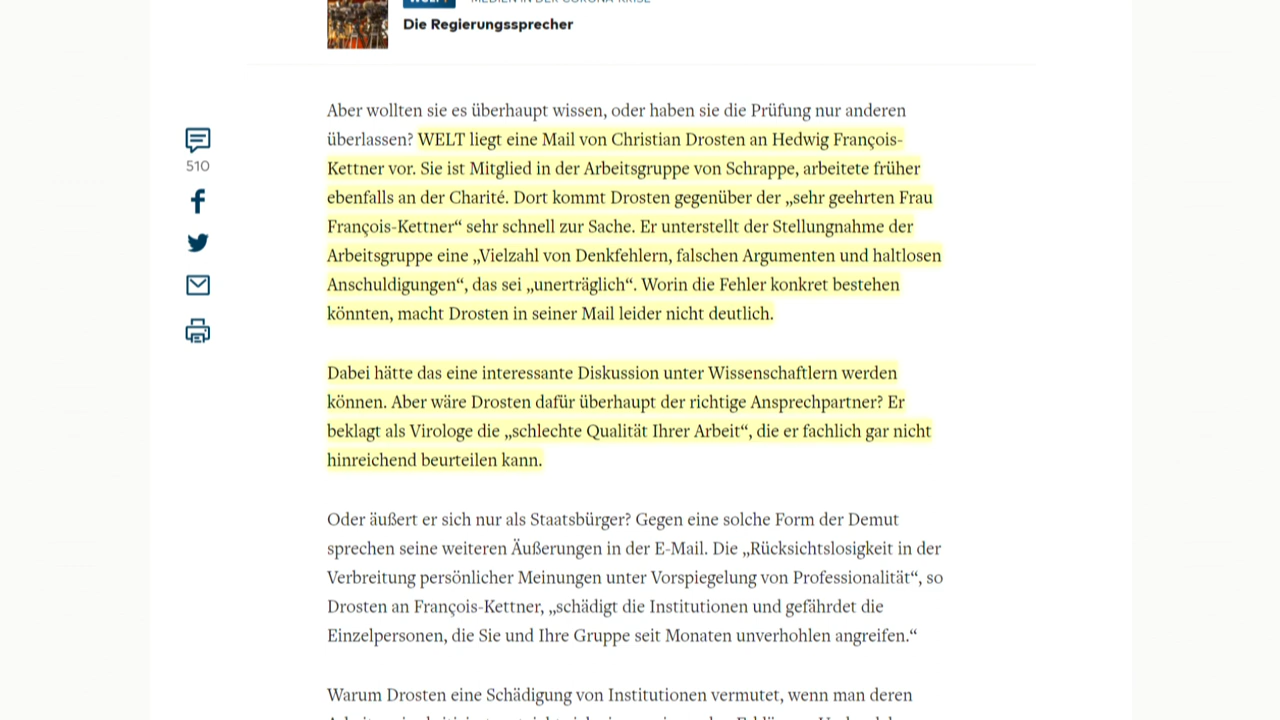 MEDIEN IN DER CORONA-KRISE
Die Regierungssprecher
Aber wollten sie es überhaupt wissen, oder haben sie die Prüfung nur anderen
überlassen? WELT liegt eine Mail von Christian Drosten an Hedwig François-
Kettner vor. Sie ist Mitglied in der Arbeitsgruppe von Schrappe, arbeitete früher
ebenfalls an der Charité. Dort kommt Drosten gegenüber der „sehr geehrten Frau
François-Kettner“ sehr schnell zur Sache. Er unterstellt der Stellungnahme der
Arbeitsgruppe eine „Vielzahl von Denkfehlern, falschen Argumenten und haltlosen
Anschuldigungen“, das sei „unerträglich“. Worin die Fehler konkret bestehen
könnten, macht Drosten in seiner Mail leider nicht deutlich.
510
Dabei hätte das eine interessante Diskussion unter Wissenschaftlern werden
können. Aber wäre Drosten dafür überhaupt der richtige Ansprechpartner? Er
beklagt als Virologe die „schlechte Qualität Ihrer Arbeit“, die er fachlich gar nicht
hinreichend beurteilen kann.
Oder äußert er sich nur als Staatsbürger? Gegen eine solche Form der Demut
sprechen seine weiteren Äußerungen in der E-Mail. Die „Rücksichtslosigkeit in der
Verbreitung persönlicher Meinungen unter Vorspiegelung von Professionalität“, so
Drosten an François-Kettner, „schädigt die Institutionen und gefährdet die
Einzelpersonen, die Sie und Ihre Gruppe seit Monaten unverhohlen angreifen.“
Warum Drosten eine Schädigung von Institutionen vermutet, wenn man deren